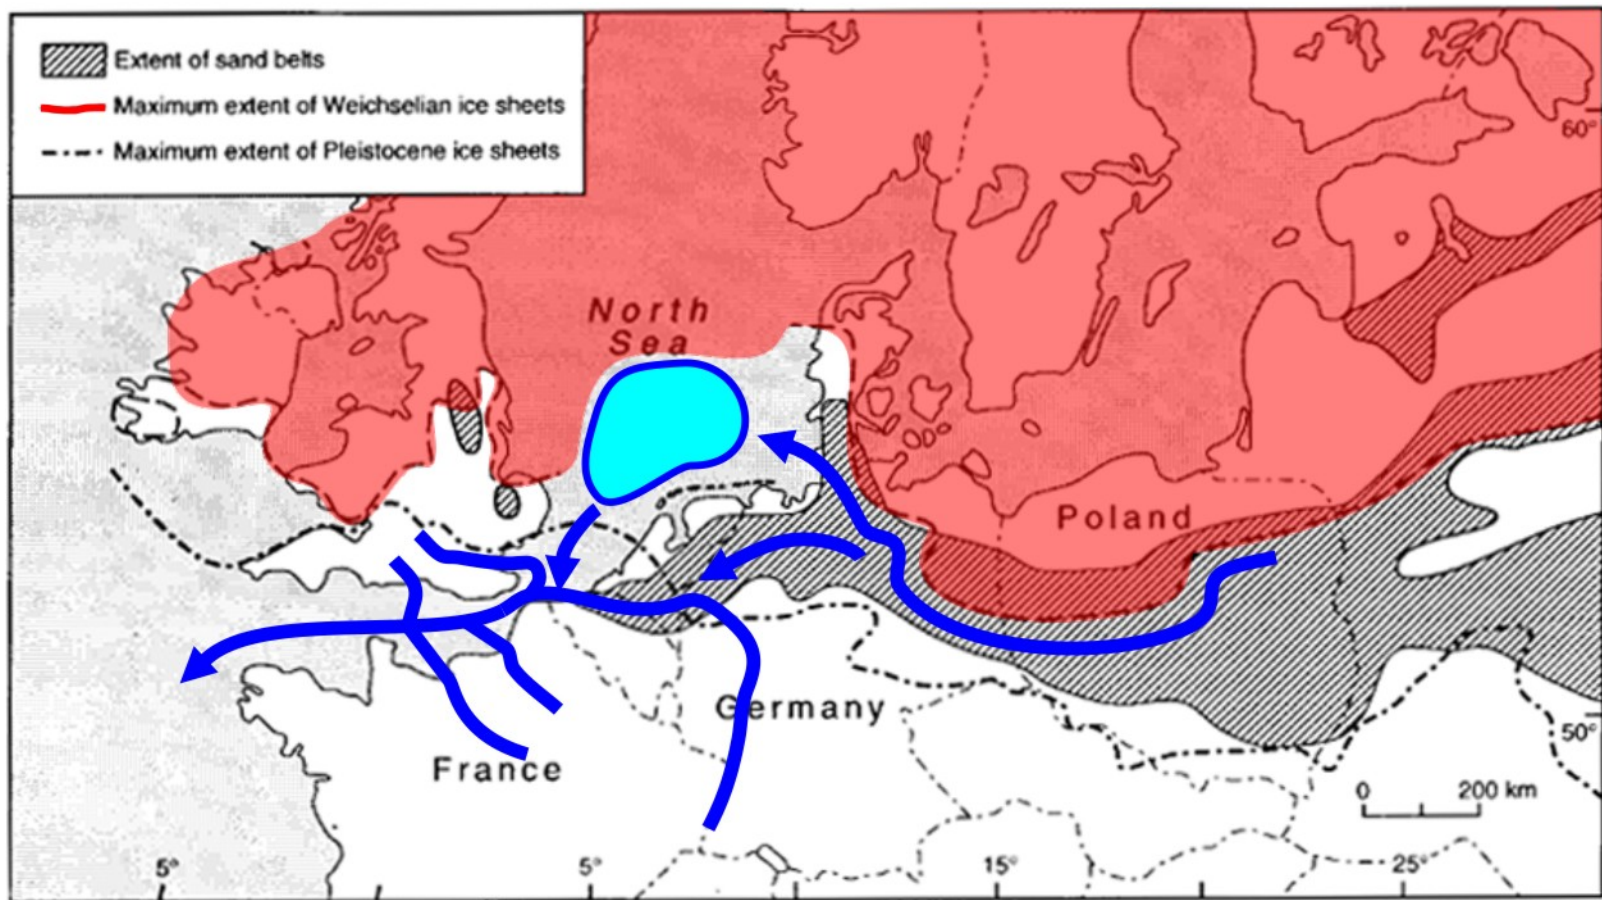 Extent of sand belts
Maximum extent of Weichselian ice sheets
Maximum extent of Pleistocene ice sheets
60°
North
Sea
Poland
Germany
50°
France
0 200 km
5° 5° 15° 25°